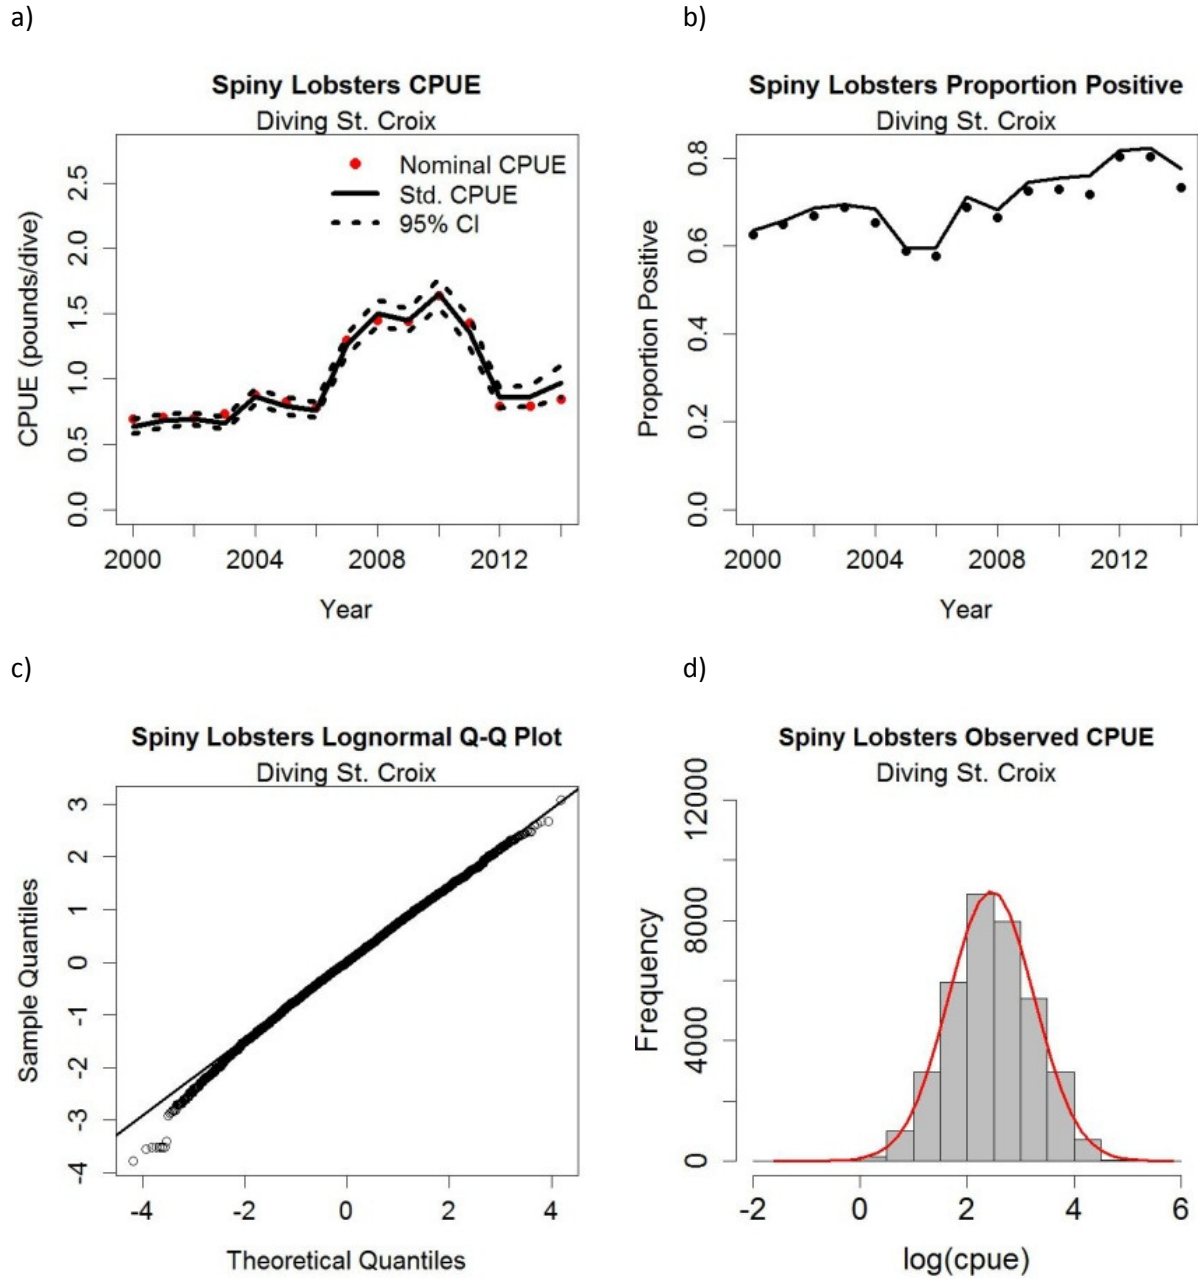 a)
Spiny Lobsters CPUE
Diving St. Croix
Nominal CPUE
Std. CPUE
95% CI
CPUE (pounds/dive)
0.0 0.5 1.0 1.5 2.0 2.5
2000 2004 2008 2012
Year
b)
Spiny Lobsters Proportion Positive
Diving St. Croix
Proportion Positive
0.0 0.2 0.4 0.6 0.8
2000 2004 2008 2012
Year
c)
Spiny Lobsters Lognormal Q-Q Plot
Diving St. Croix
Sample Quantiles
-4 -3 -2 -1 0 1 2 3
-4 -2 0 2 4
Theoretical Quantiles
d)
Spiny Lobsters Observed CPUE
Diving St. Croix
Frequency
0 4000 8000 12000
-2 0 2 4 6
log(cpue)